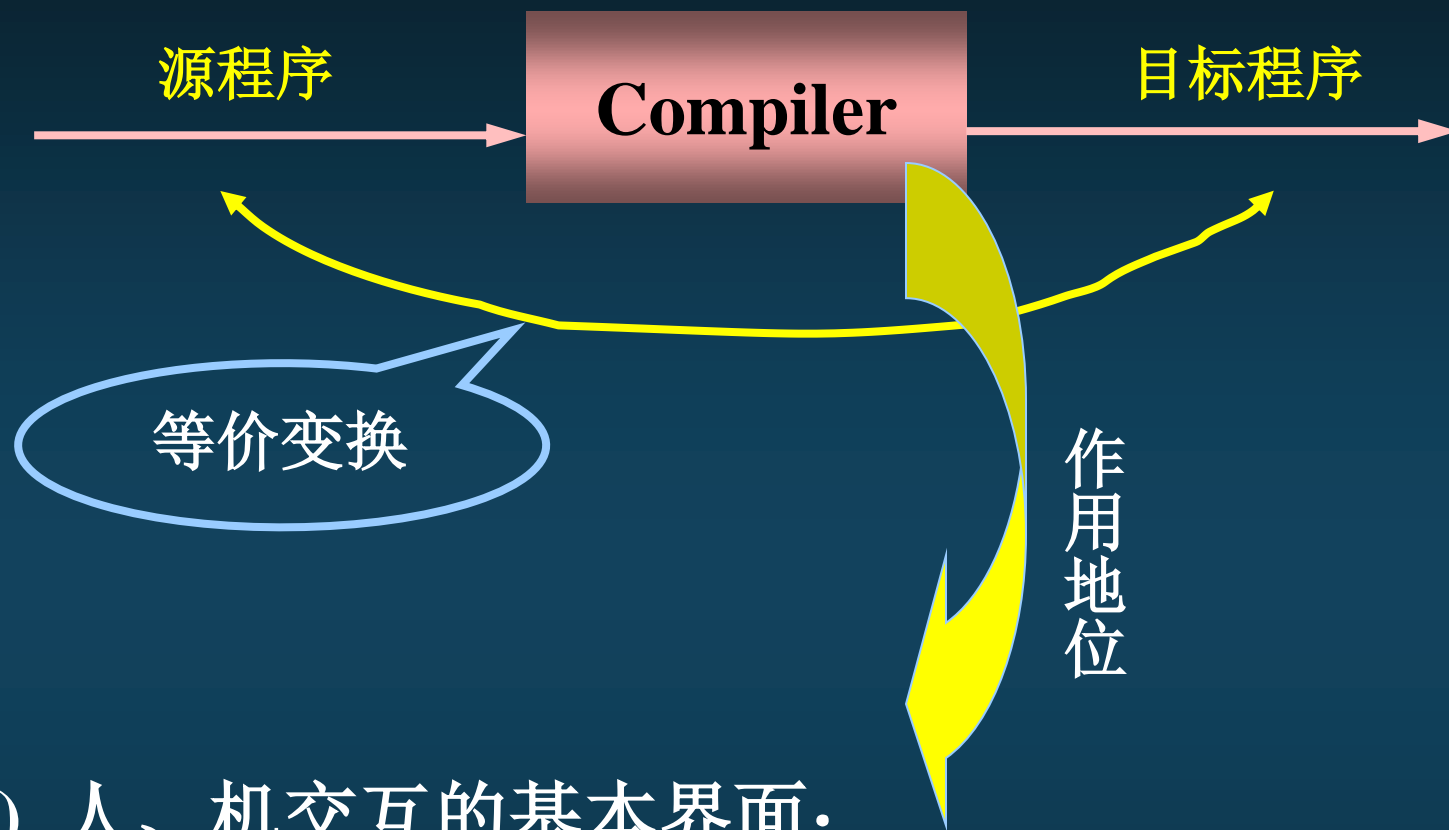 源程序
Compiler
目标程序
等价变换
作用地位
) 人、机交互的基本界面;